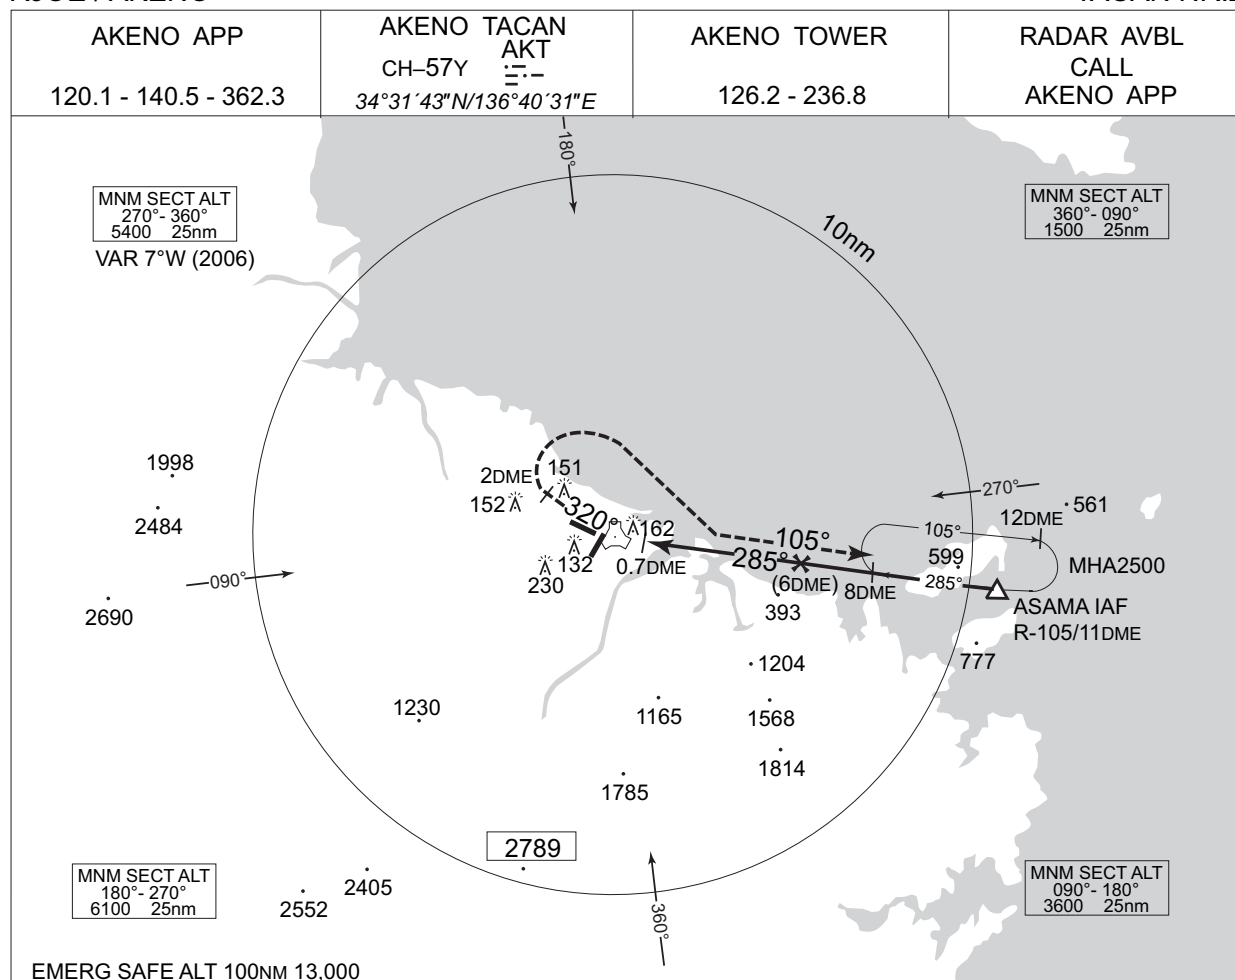 AKENO APP
120.1 - 140.5 - 362.3
AKENO TACAN
AKT
CH–57Y
34°31´43"N/136°40´31"E
AKENO TOWER
126.2 - 236.8
RADAR AVBL
CALL
AKENO APP
180°
MNM SECT ALT
270°- 360°
5400 25nm
VAR 7°W (2006)
MNM SECT ALT
360°- 090°
1500 25nm
10nm
1998
2484
2DME
151
152
320°
162
132
230
0.7DME
105°
285°
(6DME)
8DME
393
270°
561
12DME
105°
599
285°
MHA2500
ASAMA IAF
R-105/11DME
777
090°
2690
1204
1230
1165
1568
1814
1785
2789
360°
2405
2552
MNM SECT ALT
180°- 270°
6100 25nm
MNM SECT ALT
090°- 180°
3600 25nm
EMERG SAFE ALT 100NM 13,000